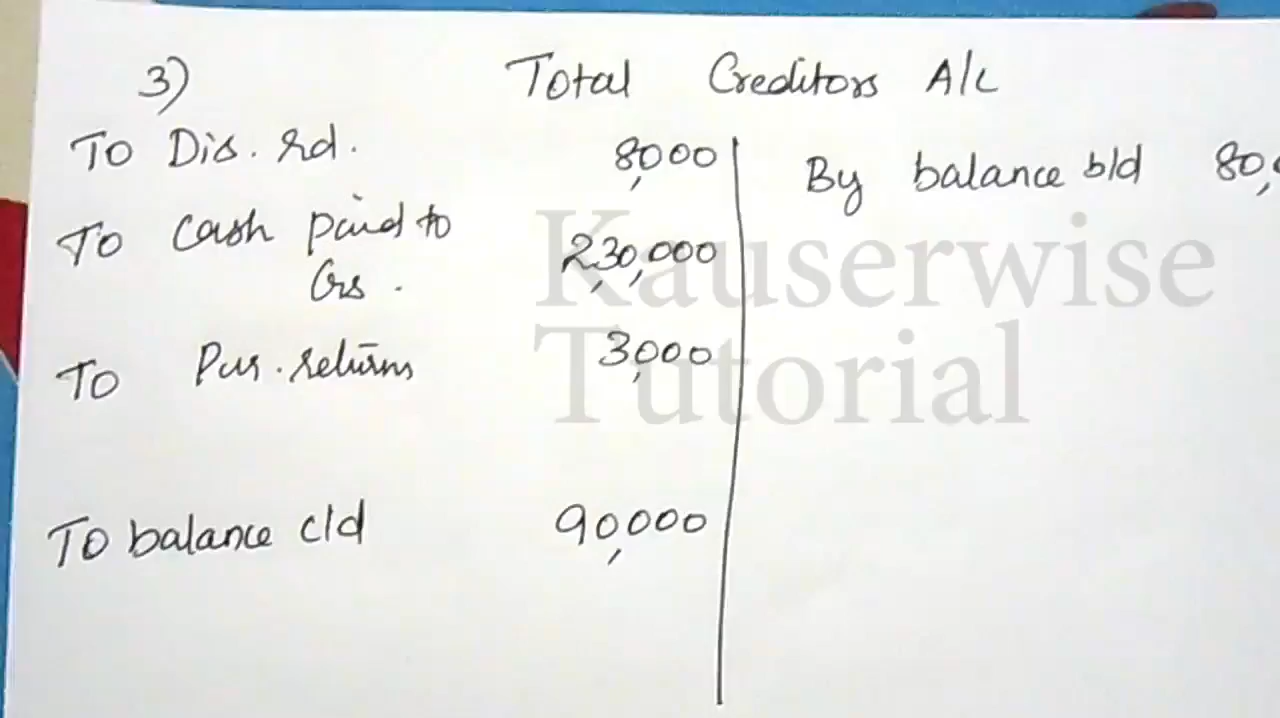 3) Total Creditors A/c
To Dis. rd. 8,000
By balance b/d 80,
To cash paid to 2,30,000
Crs.
To Pur. returns 3,000
To balance c/d 90,000
Kauserwise
Tutorial